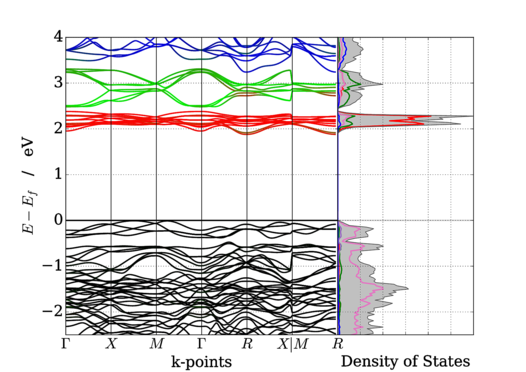 4
3
2
1
0
−1
−2
E − E_f / eV
Γ X M Γ R X|M R
k-points Density of States